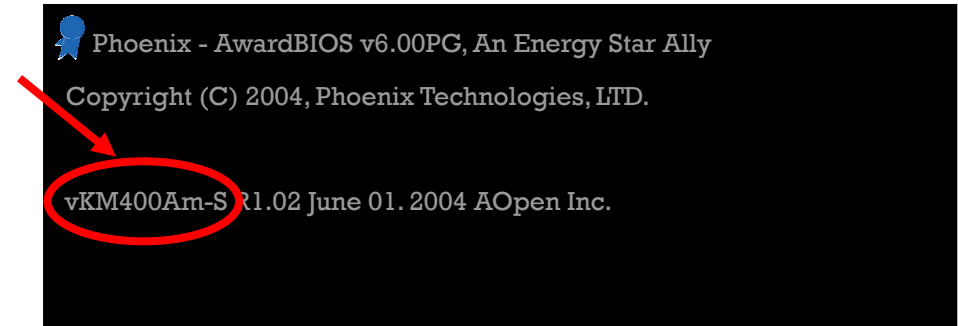 Phoenix - AwardBIOS v6.00PG, An Energy Star Ally
Copyright (C) 2004, Phoenix Technologies, LTD.
vKM400Am-S R1.02 June 01. 2004 AOpen Inc.